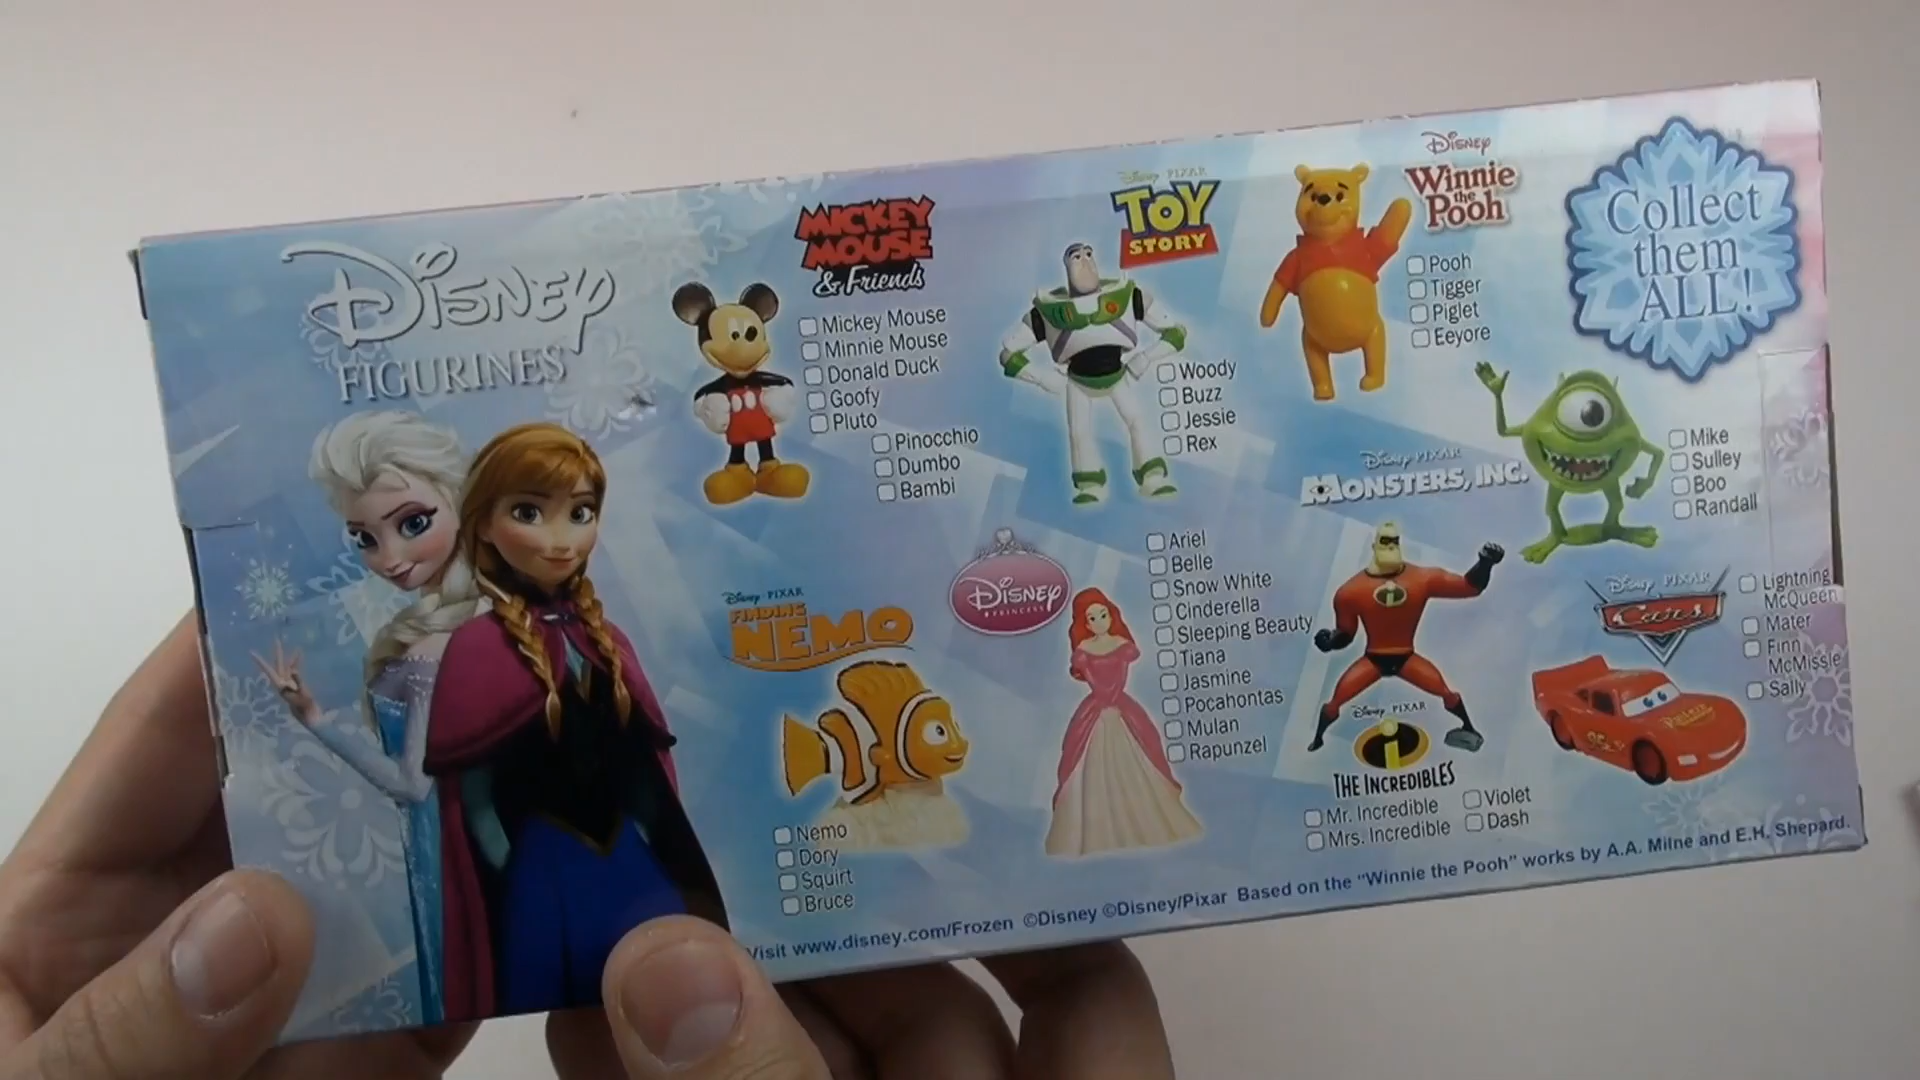 Disney
FIGURINES
MICKEY
MOUSE
& Friends
Mickey Mouse
Minnie Mouse
Donald Duck
Goofy
Pluto
Pinocchio
Dumbo
Bambi
Disney PIXAR
TOY
STORY
Woody
Buzz
Jessie
Rex
Disney
Winnie
the
Pooh
Pooh
Tigger
Piglet
Eeyore
Collect
them
ALL!
Disney PIXAR
MONSTERS, INC.
Mike
Sulley
Boo
Randall
Disney PIXAR
FINDING
NEMO
Nemo
Dory
Squirt
Bruce
Disney
PRINCESS
Ariel
Belle
Snow White
Cinderella
Sleeping Beauty
Tiana
Jasmine
Pocahontas
Mulan
Rapunzel
Disney PIXAR
THE INCREDIBLES
Mr. Incredible
Mrs. Incredible
Violet
Dash
Disney PIXAR
Cars
95
Lightning
McQueen
Mater
Finn
McMissle
Sally
Visit www.disney.com/Frozen ©Disney ©Disney/Pixar Based on the "Winnie the Pooh" works by A.A. Milne and E.H. Shepard.